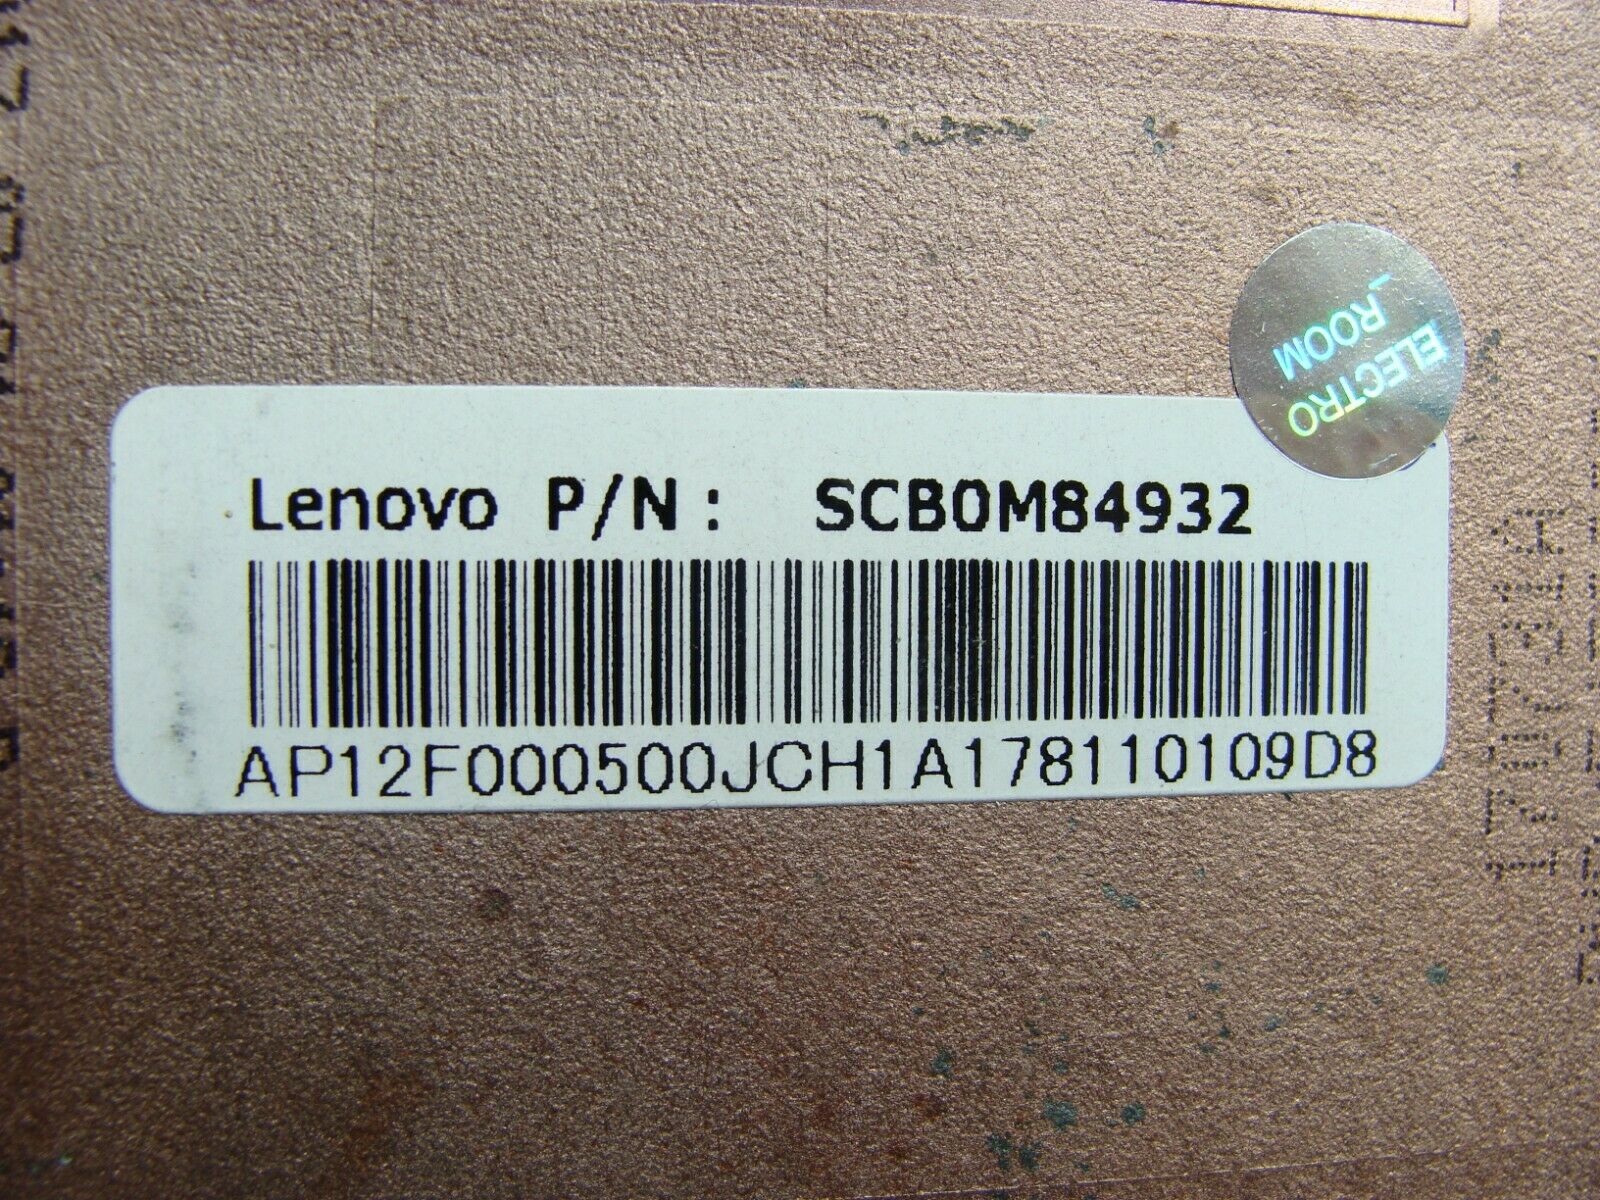 ELECTRO
_ROOM
Lenovo P/N: SCB0M84932
AP12F000500JCH1A178110109D8